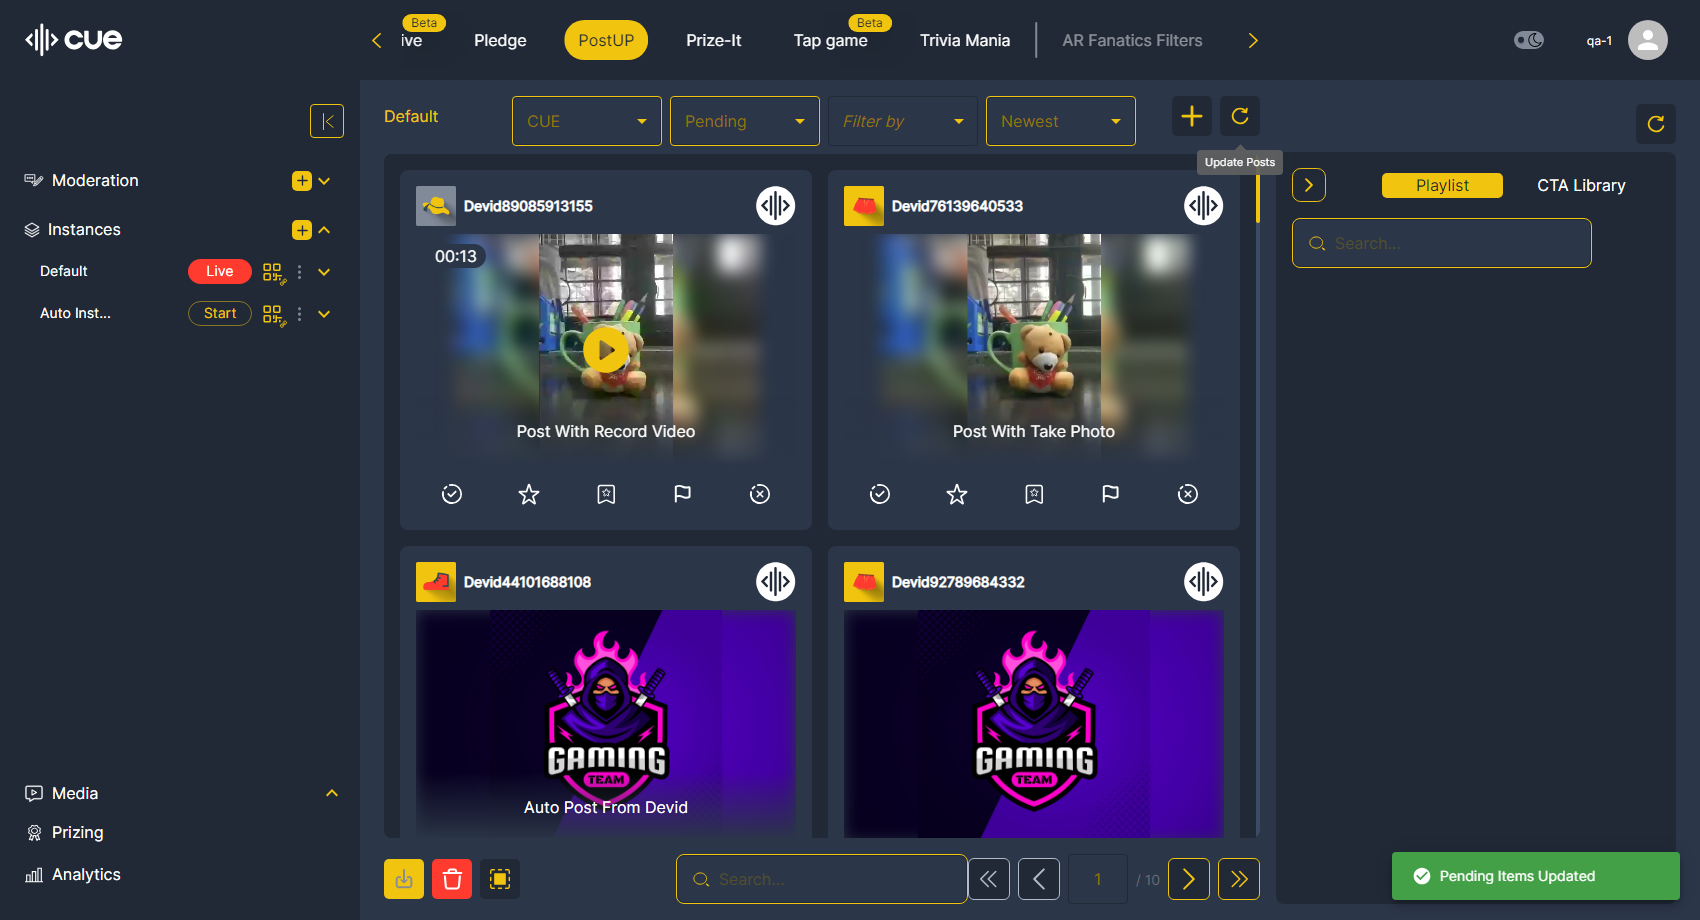 cue
Beta
ive
Pledge
PostUP
Prize-It
Beta
Tap game
Trivia Mania
AR Fanatics Filters
qa-1
Moderation
Instances
Default
Live
Auto Inst...
Start
Media
Prizing
Analytics
Default
CUE
Pending
Filter by
Newest
Update Posts
Devid89085913155
00:13
Post With Record Video
Devid76139640533
Post With Take Photo
Devid44101688108
GAMING
TEAM
Auto Post From Devid
Devid92789684332
GAMING
TEAM
Search...
1
/ 10
Playlist
CTA Library
Search...
Pending Items Updated